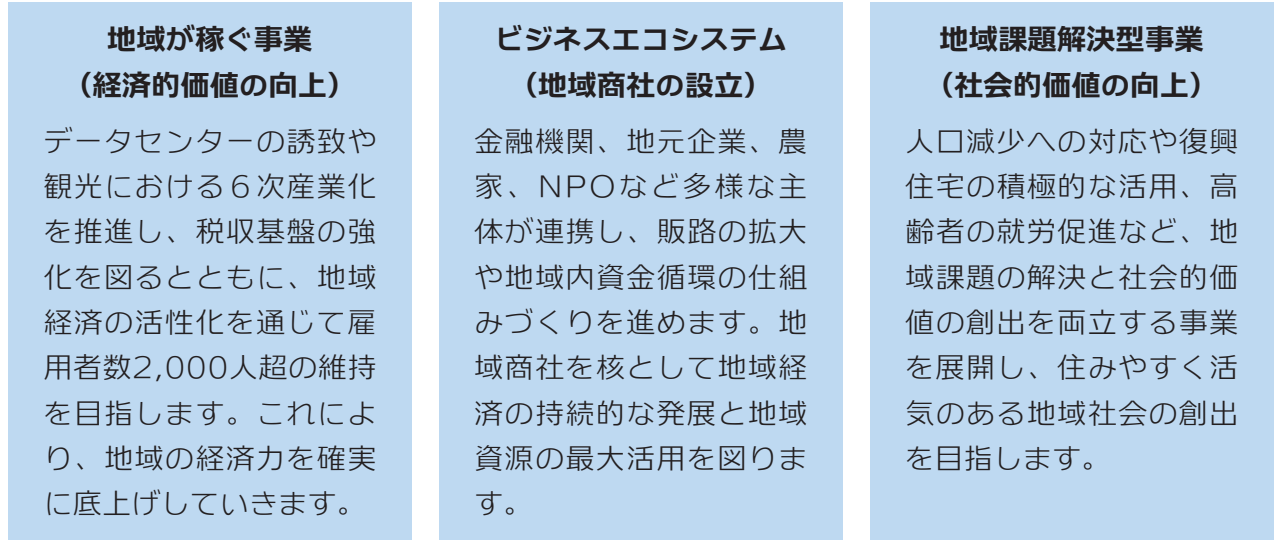 地域が稼ぐ事業
（経済的価値の向上）
データセンターの誘致や
観光における６次産業化
を推進し、税収基盤の強
化を図るとともに、地域
経済の活性化を通じて雇
用者数2,000人超の維持
を目指します。これによ
り、地域の経済力を確実
に底上げしていきます。
ビジネスエコシステム
（地域商社の設立）
金融機関、地元企業、農
家、NPOなど多様な主
体が連携し、販路の拡大
や地域内資金循環の仕組
みづくりを進めます。地
域商社を核として地域経
済の持続的な発展と地域
資源の最大活用を図りま
す。
地域課題解決型事業
（社会的価値の向上）
人口減少への対応や復興
住宅の積極的な活用、高
齢者の就労促進など、地
域課題の解決と社会的価
値の創出を両立する事業
を展開し、住みやすく活
気のある地域社会の創出
を目指します。